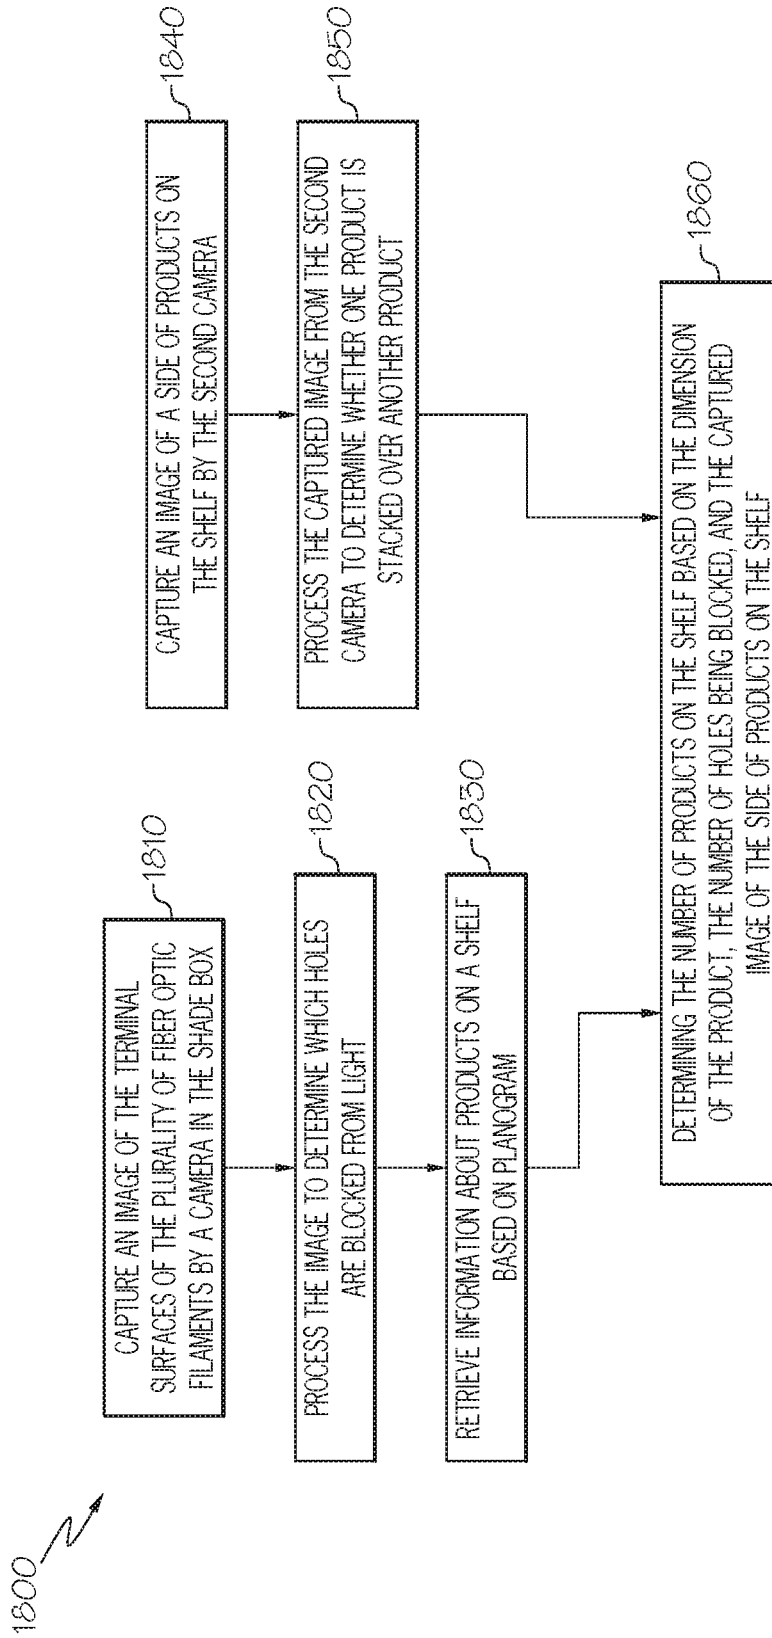 1800
CAPTURE AN IMAGE OF THE TERMINAL
SURFACES OF THE PLURALITY OF FIBER OPTIC
FILAMENTS BY A CAMERA IN THE SHADE BOX
1810
PROCESS THE IMAGE TO DETERMINE WHICH HOLES
ARE BLOCKED FROM LIGHT
1820
RETRIEVE INFORMATION ABOUT PRODUCTS ON A SHELF
BASED ON PLANOGRAM
1830
CAPTURE AN IMAGE OF A SIDE OF PRODUCTS ON
THE SHELF BY THE SECOND CAMERA
1840
PROCESS THE CAPTURED IMAGE FROM THE SECOND
CAMERA TO DETERMINE WHETHER ONE PRODUCT IS
STACKED OVER ANOTHER PRODUCT
1850
DETERMINING THE NUMBER OF PRODUCTS ON THE SHELF BASED ON THE DIMENSION
OF THE PRODUCT, THE NUMBER OF HOLES BEING BLOCKED, AND THE CAPTURED
IMAGE OF THE SIDE OF PRODUCTS ON THE SHELF
1860